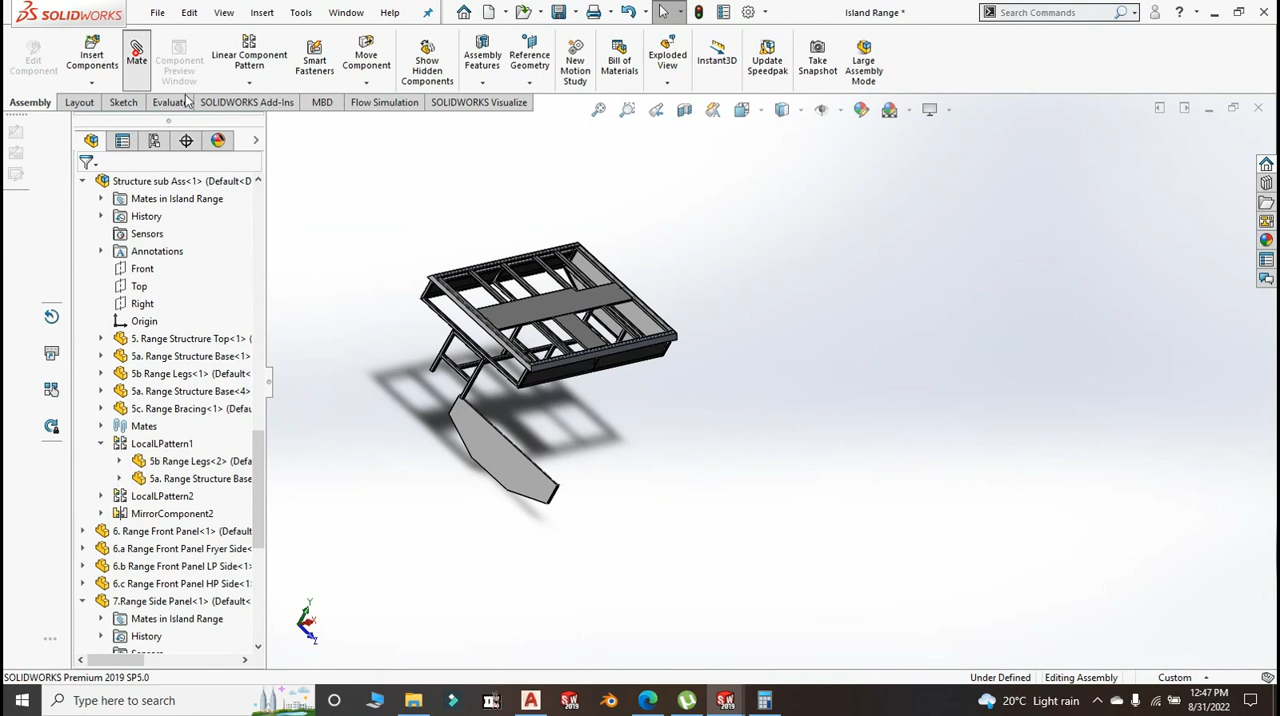 SOLIDWORKS
File Edit View Insert Tools Window Help
Island Range *
Search Commands
Edit Component
Insert Components
Mate
Component Preview Window
Linear Component Pattern
Smart Fasteners
Move Component
Show Hidden Components
Assembly Features
Reference Geometry
New Motion Study
Bill of Materials
Exploded View
Instant3D
Update Speedpak
Take Snapshot
Large Assembly Mode
Assembly Layout Sketch Evaluate SOLIDWORKS Add-Ins MBD Flow Simulation SOLIDWORKS Visualize
Structure sub Ass<1> (Default<D
Mates in Island Range
History
Sensors
Annotations
Front
Top
Right
Origin
5. Range Structrure Top<1> (
5a. Range Structrure Base<1>
5b Range Legs<1> (Default<
5a. Range Structrure Base<4>
5c. Range Bracing<1> (Defau
Mates
LocalLPattern1
5b Range Legs<2> (Defa
5a. Range Structrure Base
LocalLPattern2
MirrorComponent2
6. Range Front Panel<1> (Default
6.a Range Front Panel Fryer Side<
6.b Range Front Panel LP Side<1>
6.c Range Front Panel HP Side<1>
7.Range Side Panel<1> (Default<
Mates in Island Range
History
Y
X
Z
SOLIDWORKS Premium 2019 SP5.0
Under Defined
Editing Assembly
Custom
Type here to search
20°C Light rain
12:47 PM
8/31/2022